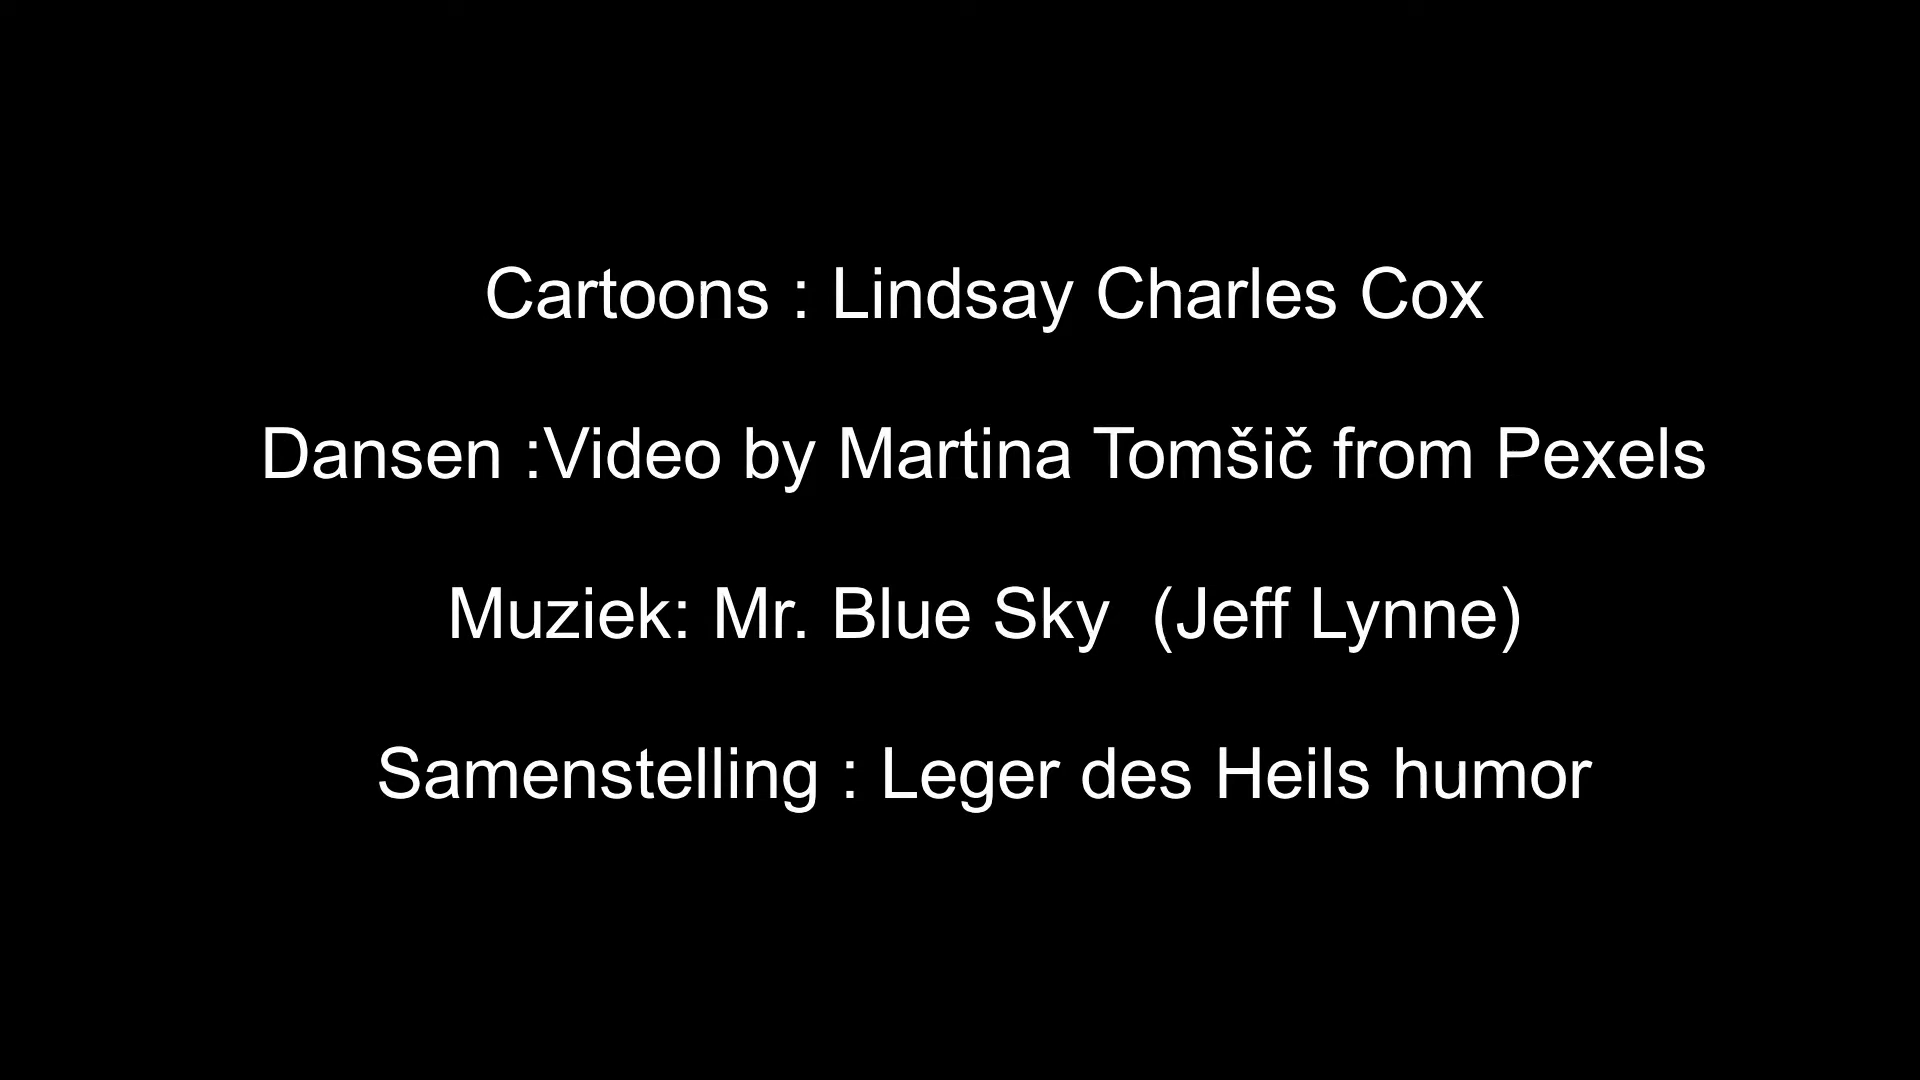 Cartoons : Lindsay Charles Cox
Dansen :Video by Martina Tomšič from Pexels
Muziek: Mr. Blue Sky  (Jeff Lynne)
Samenstelling : Leger des Heils humor